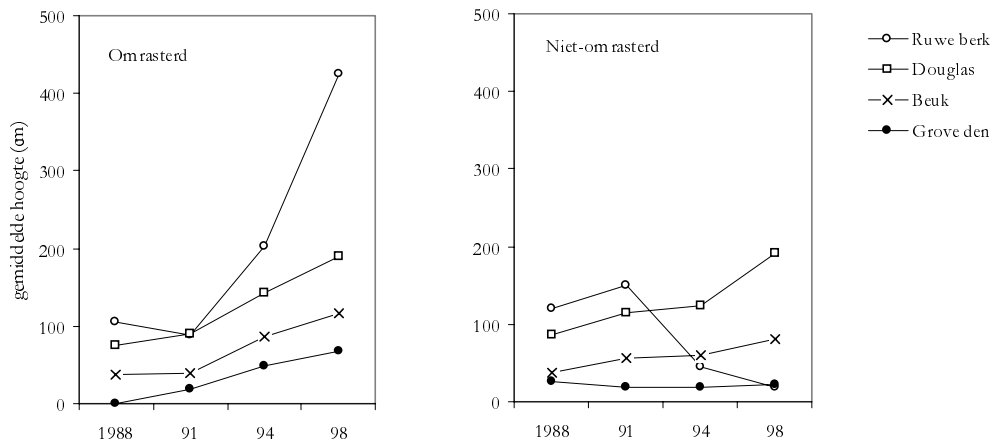 500
400
300
200
100
0
gemiddelde hoogte (cm)
Omrasterd
1988 91 94 98
500
400
300
200
100
0
Niet-omrasterd
1988 91 94 98
Ruwe berk
Douglas
Beuk
Grove den